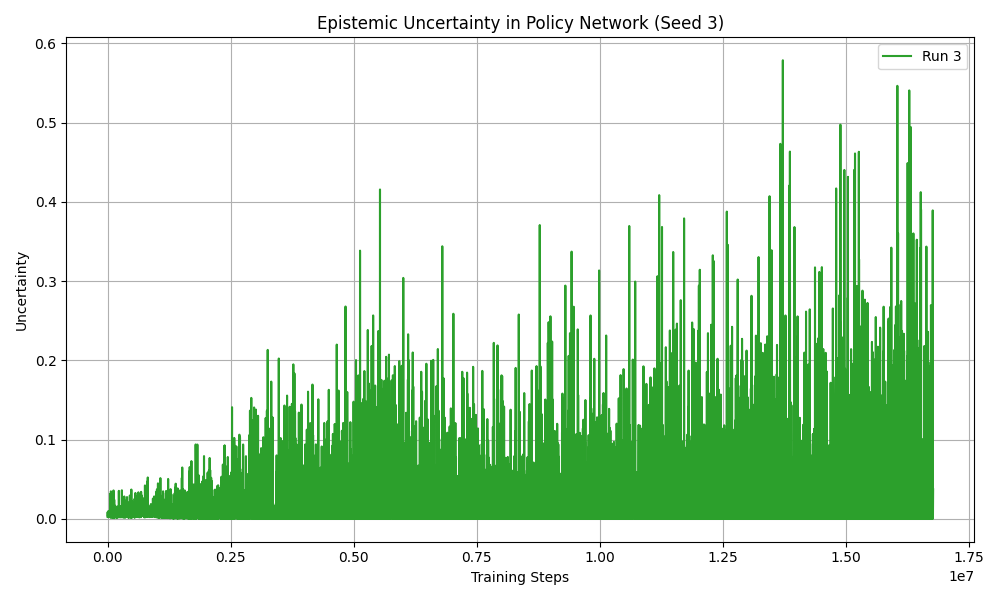 Epistemic Uncertainty in Policy Network (Seed 3)
Run 3
Uncertainty
0.6
0.5
0.4
0.3
0.2
0.1
0.0
0.00 0.25 0.50 0.75 1.00 1.25 1.50 1.75
1e7
Training Steps